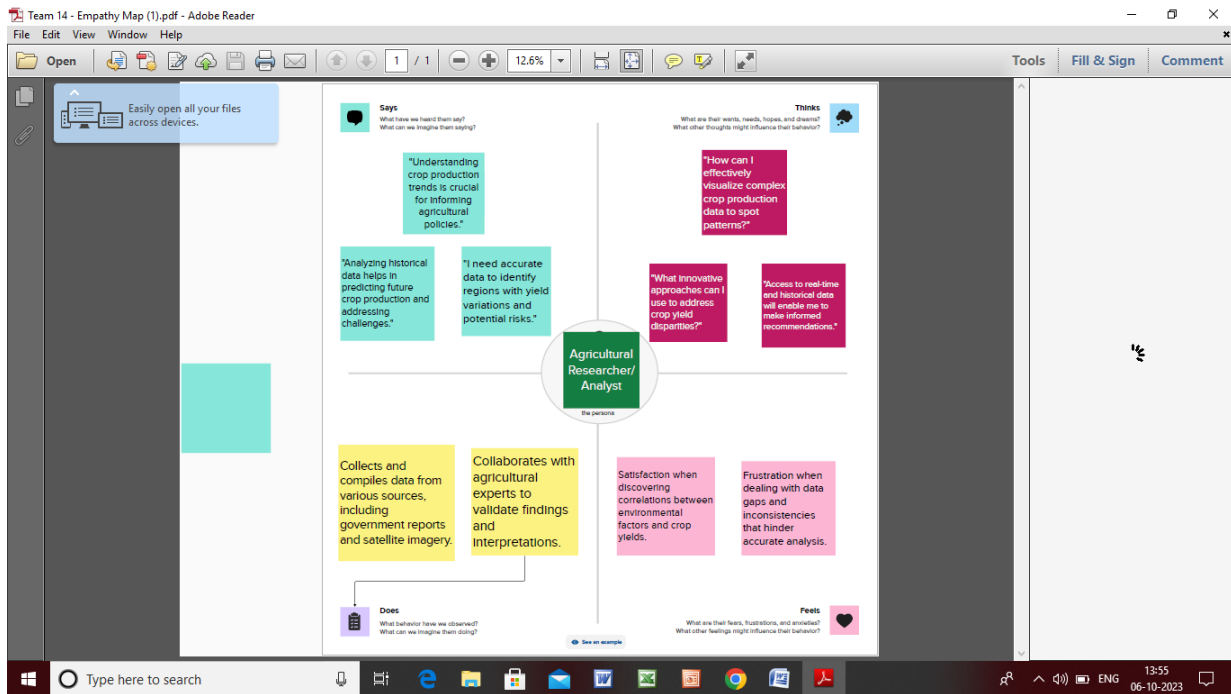 Team 14 - Empathy Map (1).pdf - Adobe Reader
File Edit View Window Help
Open
1 / 1
12.6%
Tools
Fill & Sign
Comment
Easily open all your files
across devices.
Says
What have we heard them say?
What can we imagine them saying?
Thinks
What are their wants, needs, hopes, and dreams?
What other thoughts might influence their behavior?
"Understanding
crop production
trends is crucial
for informing
agricultural
policies."
"How can I
effectively
visualize complex
crop production
data to spot
patterns?"
"Analyzing historical
data helps in
predicting future
crop production and
addressing
challenges."
"I need accurate
data to identify
regions with yield
variations and
potential risks."
"What innovative
approaches can I
use to address
crop yield
disparities?"
"Access to real-time
and historical data
will enable me to
make informed
recommendations."
Agricultural
Researcher/
Analyst
the persons
Collects and
compiles data from
various sources,
including
government reports
and satellite imagery.
Collaborates with
agricultural
experts to
validate findings
and
interpretations.
Satisfaction when
discovering
correlations between
environmental
factors and crop
yields.
Frustration when
dealing with data
gaps and
inconsistencies
that hinder
accurate analysis.
Does
What behavior have we observed?
What can we imagine them doing?
Feels
What are their fears, frustrations, and anxieties?
What other feelings might influence their behavior?
See an example
Type here to search
ENG
13:55
06-10-2023